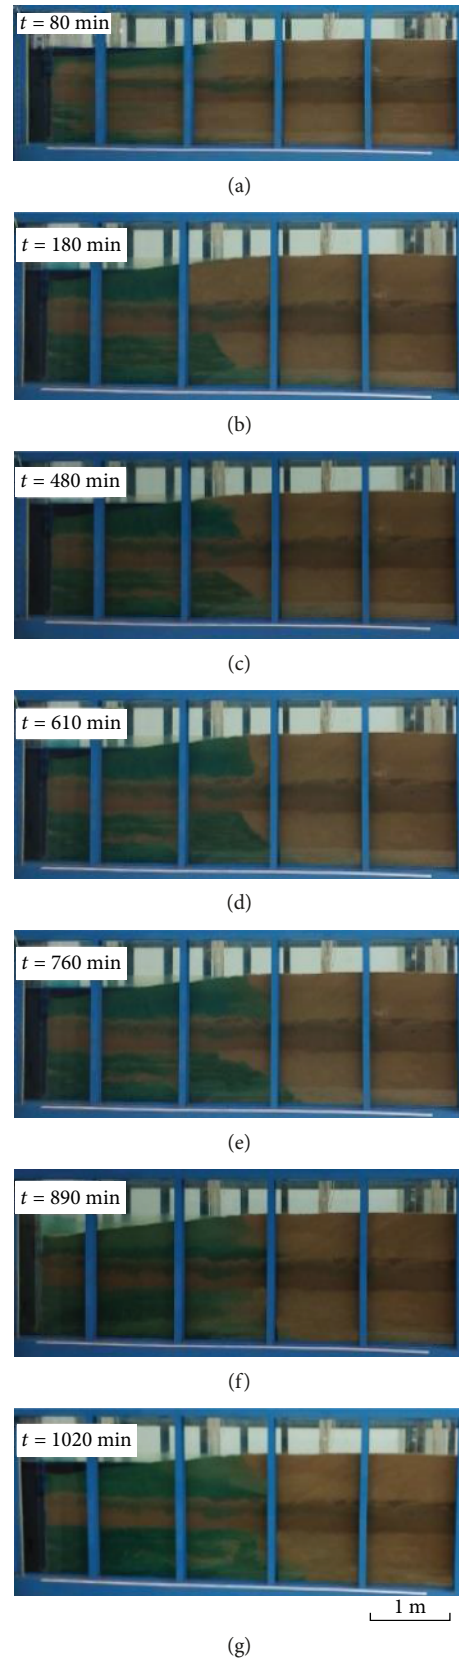 t = 80 min
(a)
t = 180 min
(b)
t = 480 min
(c)
t = 610 min
(d)
t = 760 min
(e)
t = 890 min
(f)
t = 1020 min
1 m
(g)